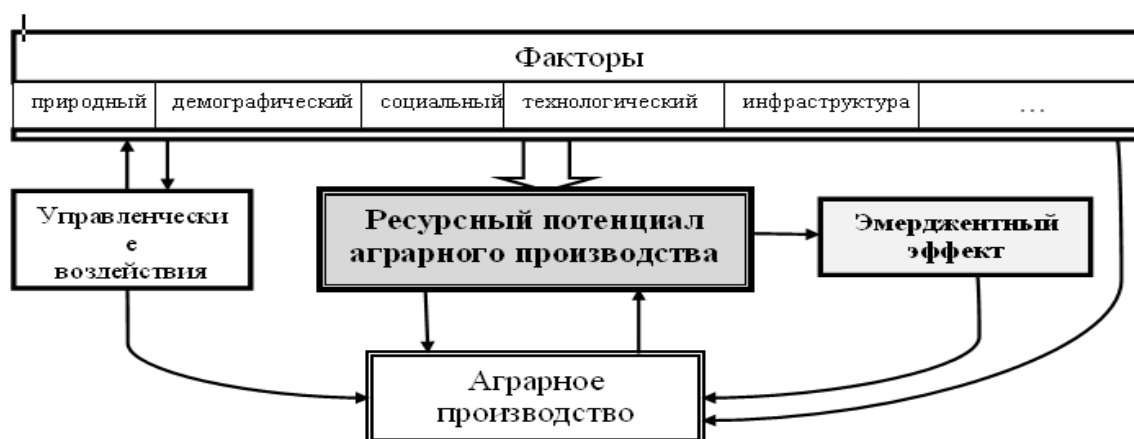 Факторы
природный демографический социальный технологический инфраструктура ...
Управленчески
е
воздействия
Ресурсный потенциал
аграрного производства
Эмерджентный
эффект
Аграрное
производство